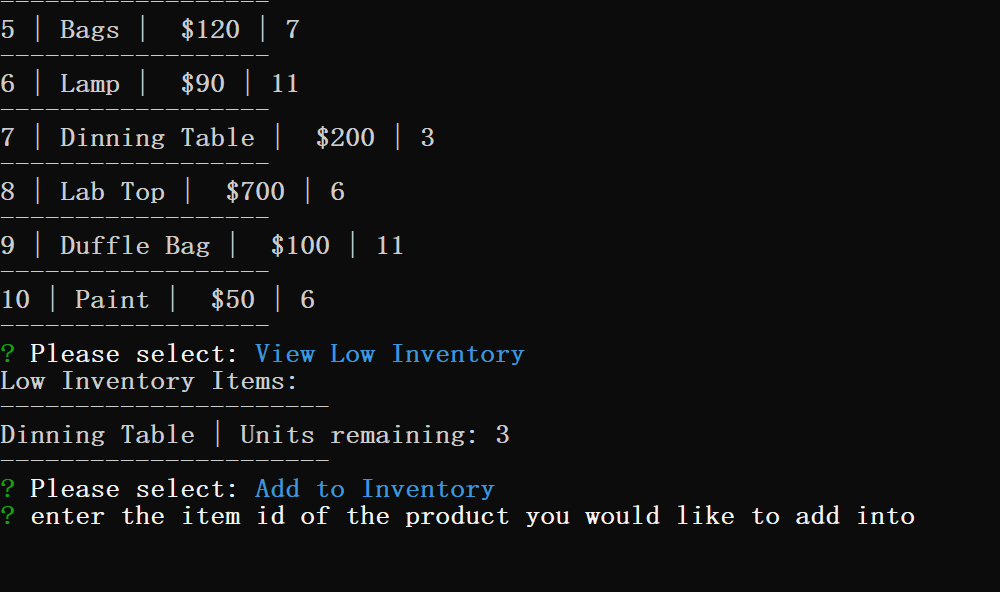 ------------------
5 | Bags |  $120 | 7
------------------
6 | Lamp |  $90 | 11
------------------
7 | Dinning Table |  $200 | 3
------------------
8 | Lab Top |  $700 | 6
------------------
9 | Duffle Bag |  $100 | 11
------------------
10 | Paint |  $50 | 6
------------------
? Please select: View Low Inventory
Low Inventory Items:
----------------------
Dinning Table | Units remaining: 3
----------------------
? Please select: Add to Inventory
? enter the item id of the product you would like to add into